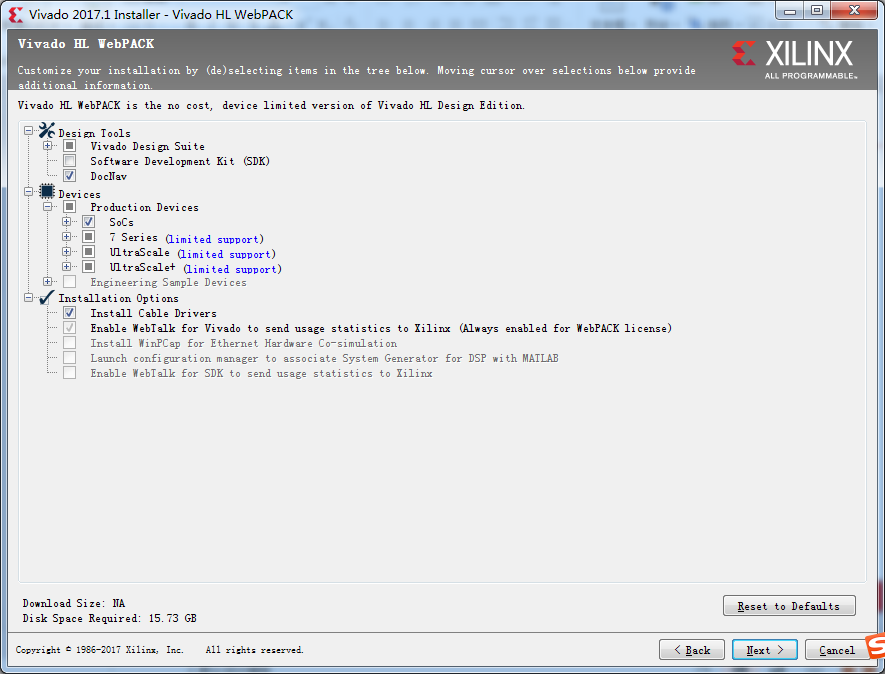 Vivado 2017.1 Installer - Vivado HL WebPACK
Vivado HL WebPACK
Customize your installation by (de)selecting items in the tree below. Moving cursor over selections below provide
additional information.
XILINX
ALL PROGRAMMABLE™
Vivado HL WebPACK is the no cost, device limited version of Vivado HL Design Edition.
Design Tools
Vivado Design Suite
Software Development Kit (SDK)
DocNav
Devices
Production Devices
SoCs
7 Series (limited support)
UltraScale (limited support)
UltraScale+ (limited support)
Engineering Sample Devices
Installation Options
Install Cable Drivers
Enable WebTalk for Vivado to send usage statistics to Xilinx (Always enabled for WebPACK license)
Install WinPCap for Ethernet Hardware Co-simulation
Launch configuration manager to associate System Generator for DSP with MATLAB
Enable WebTalk for SDK to send usage statistics to Xilinx
Download Size: NA
Disk Space Required: 15.73 GB
Reset to Defaults
Copyright © 1986-2017 Xilinx, Inc. All rights reserved.
< Back
Next >
Cancel